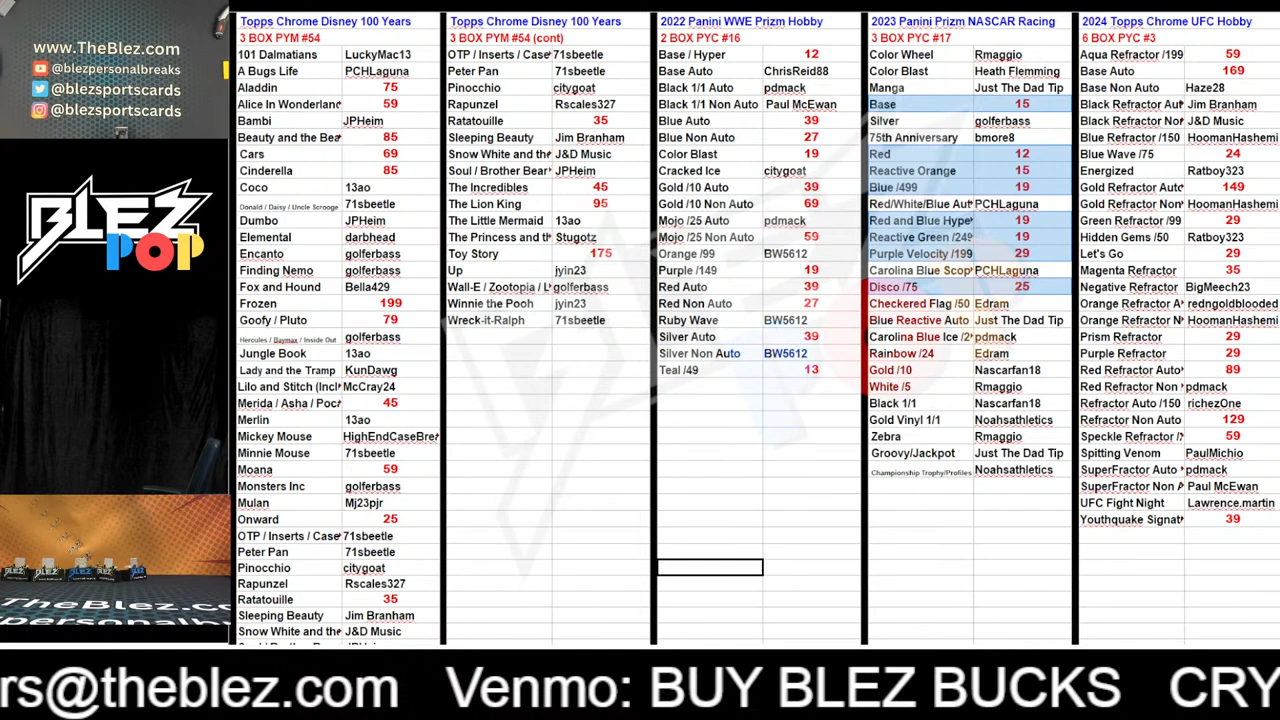 www.TheBlez.com
@blezpersonalbreaks
@blezsportscards
BLEZ
POP
BLEZ BLEZ BLEZ BLEZ BLEZ
TheBlez.co
Topps Chrome Disney 100 Years
3 BOX PYM #54
101 Dalmatians LuckyMac13
A Bugs Life PCHLaguna
Aladdin 75
Alice In Wonderlan 59
Bambi JPHeim
Beauty and the Bea 85
Cars 69
Cinderella 85
Coco 13ao
Donald / Daisy / Uncle Scrooge 71sbeetle
Dumbo JPHeim
Elemental darbhead
Encanto golferbass
Finding Nemo golferbass
Fox and Hound Bella429
Frozen 199
Goofy / Pluto 79
Hercules / Baymax / Inside Out golferbass
Jungle Book 13ao
Lady and the Tramp KunDawg
Lilo and Stitch (Incl McCray24
Merida / Asha / Poc 45
Merlin 13ao
Mickey Mouse HighEndCaseBre
Minnie Mouse 71sbeetle
Moana 59
Monsters Inc golferbass
Mulan Mj23pjr
Onward 25
OTP / Inserts / Case 71sbeetle
Peter Pan 71sbeetle
Pinocchio citygoat
Rapunzel Rscales327
Ratatouille 35
Sleeping Beauty Jim Branham
Snow White and the J&D Music
Topps Chrome Disney 100 Years
3 BOX PYM #54 (cont)
OTP / Inserts / Case 71sbeetle
Peter Pan 71sbeetle
Pinocchio citygoat
Rapunzel Rscales327
Ratatouille 35
Sleeping Beauty Jim Branham
Snow White and the J&D Music
Soul / Brother Bear JPHeim
The Incredibles 45
The Lion King 95
The Little Mermaid 13ao
The Princess and th Stugotz
Toy Story 175
Up jyin23
Wall-E / Zootopia / L golferbass
Winnie the Pooh jyin23
Wreck-it-Ralph 71sbeetle
2022 Panini WWE Prizm Hobby
2 BOX PYC #16
Base / Hyper 12
Base Auto ChrisReid88
Black 1/1 Auto pdmack
Black 1/1 Non Auto Paul McEwan
Blue Auto 39
Blue Non Auto 27
Color Blast 19
Cracked Ice citygoat
Gold /10 Auto 39
Gold /10 Non Auto 69
Mojo /25 Auto pdmack
Mojo /25 Non Auto 59
Orange /99 BW5612
Purple /149 19
Red Auto 39
Red Non Auto 27
Ruby Wave BW5612
Silver Auto 39
Silver Non Auto BW5612
Teal /49 13
2023 Panini Prizm NASCAR Racing
3 BOX PYC #17
Color Wheel Rmaggio
Color Blast Heath Flemming
Manga Just The Dad Tip
Base 15
Silver golferbass
75th Anniversary bmore8
Red 12
Reactive Orange 15
Blue /499 19
Red/White/Blue Aut PCHLaguna
Red and Blue Hype 19
Reactive Green /249 19
Purple Velocity /199 29
Carolina Blue Scop PCHLaguna
Disco /75 25
Checkered Flag /50 Edram
Blue Reactive Auto Just The Dad Tip
Carolina Blue Ice /2 pdmack
Rainbow /24 Edram
Gold /10 Nascarfan18
White /5 Rmaggio
Black 1/1 Nascarfan18
Gold Vinyl 1/1 Noahsathletics
Zebra Rmaggio
Groovy/Jackpot Just The Dad Tip
Championship Trophy/Profiles Noahsathletics
2024 Topps Chrome UFC Hobby
6 BOX PYC #3
Aqua Refractor /199 59
Base Auto 169
Base Non Auto Haze28
Black Refractor Aut Jim Branham
Black Refractor Nor J&D Music
Blue Refractor /150 HoomanHashemi
Blue Wave /75 24
Energized Ratboy323
Gold Refractor Aut 149
Gold Refractor Non HoomanHashemi
Green Refractor /99 29
Hidden Gems /50 Ratboy323
Let's Go 29
Magenta Refractor 35
Negative Refractor BigMeech23
Orange Refractor A redngoldblooded
Orange Refractor N HoomanHashemi
Prism Refractor 29
Purple Refractor 29
Red Refractor Auto 89
Red Refractor Non pdmack
Refractor Auto /150 richezOne
Refractor Non Auto 129
Speckle Refractor / 59
Spitting Venom PaulMichio
SuperFractor Auto pdmack
SuperFractor Non A Paul McEwan
UFC Fight Night Lawrence.martin
Youthquake Signat 39
rs@theblez.com Venmo: BUY BLEZ BUCKS CRY